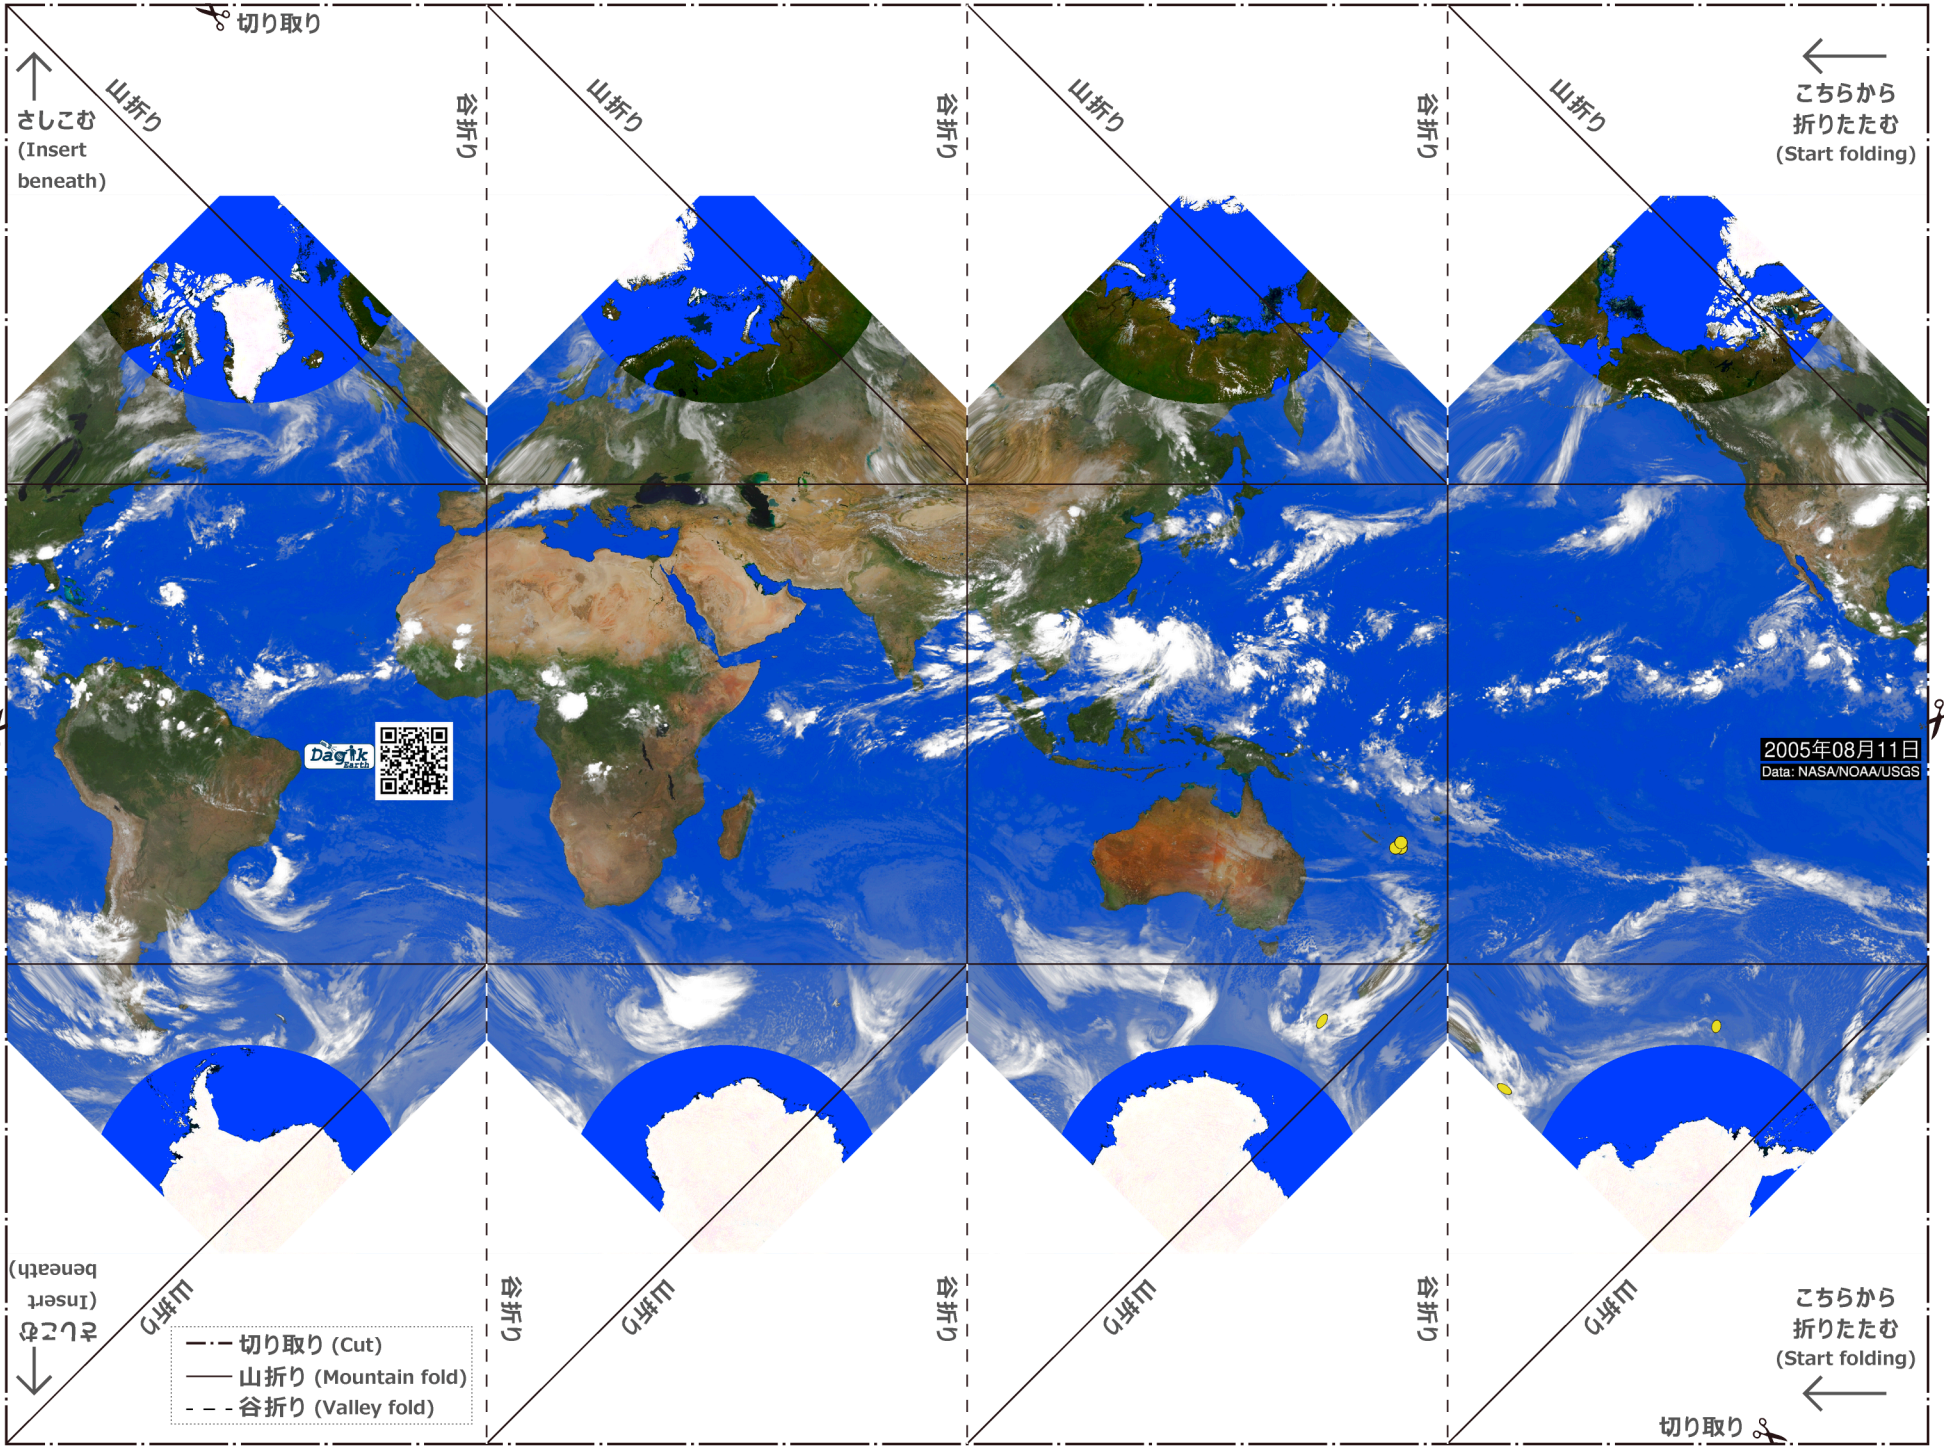 切り取り
山折り
谷折り
山折り
谷折り
山折り
谷折り
山折り
さしこむ
(Insert
beneath)
こちらから
折りたたむ
(Start folding)
Dagik
Earth
2005年08月11日
Data: NASA/NOAA/USGS
さしこむ
(Insert
beneath)
山折り
谷折り
山折り
谷折り
山折り
谷折り
山折り
こちらから
折りたたむ
(Start folding)
切り取り (Cut)
山折り (Mountain fold)
谷折り (Valley fold)
切り取り